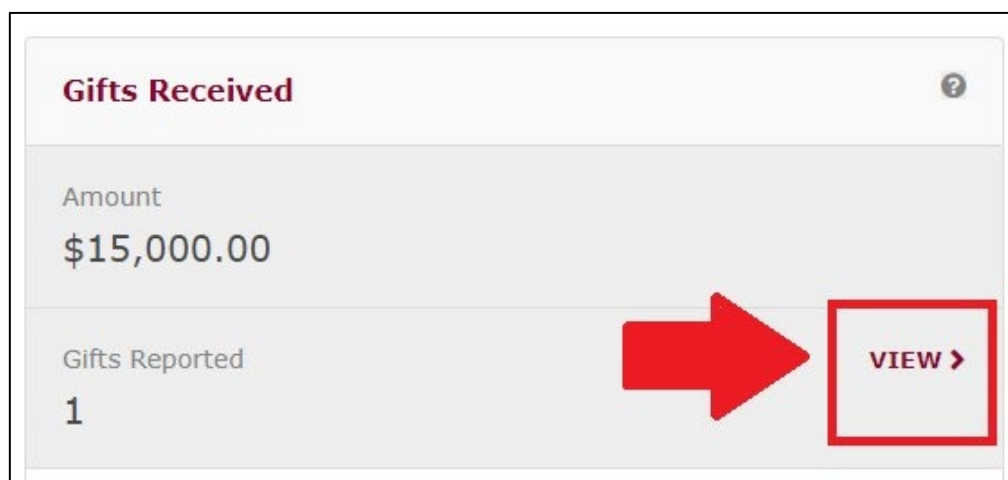 Gifts Received
Amount
$15,000.00
Gifts Reported
VIEW
1